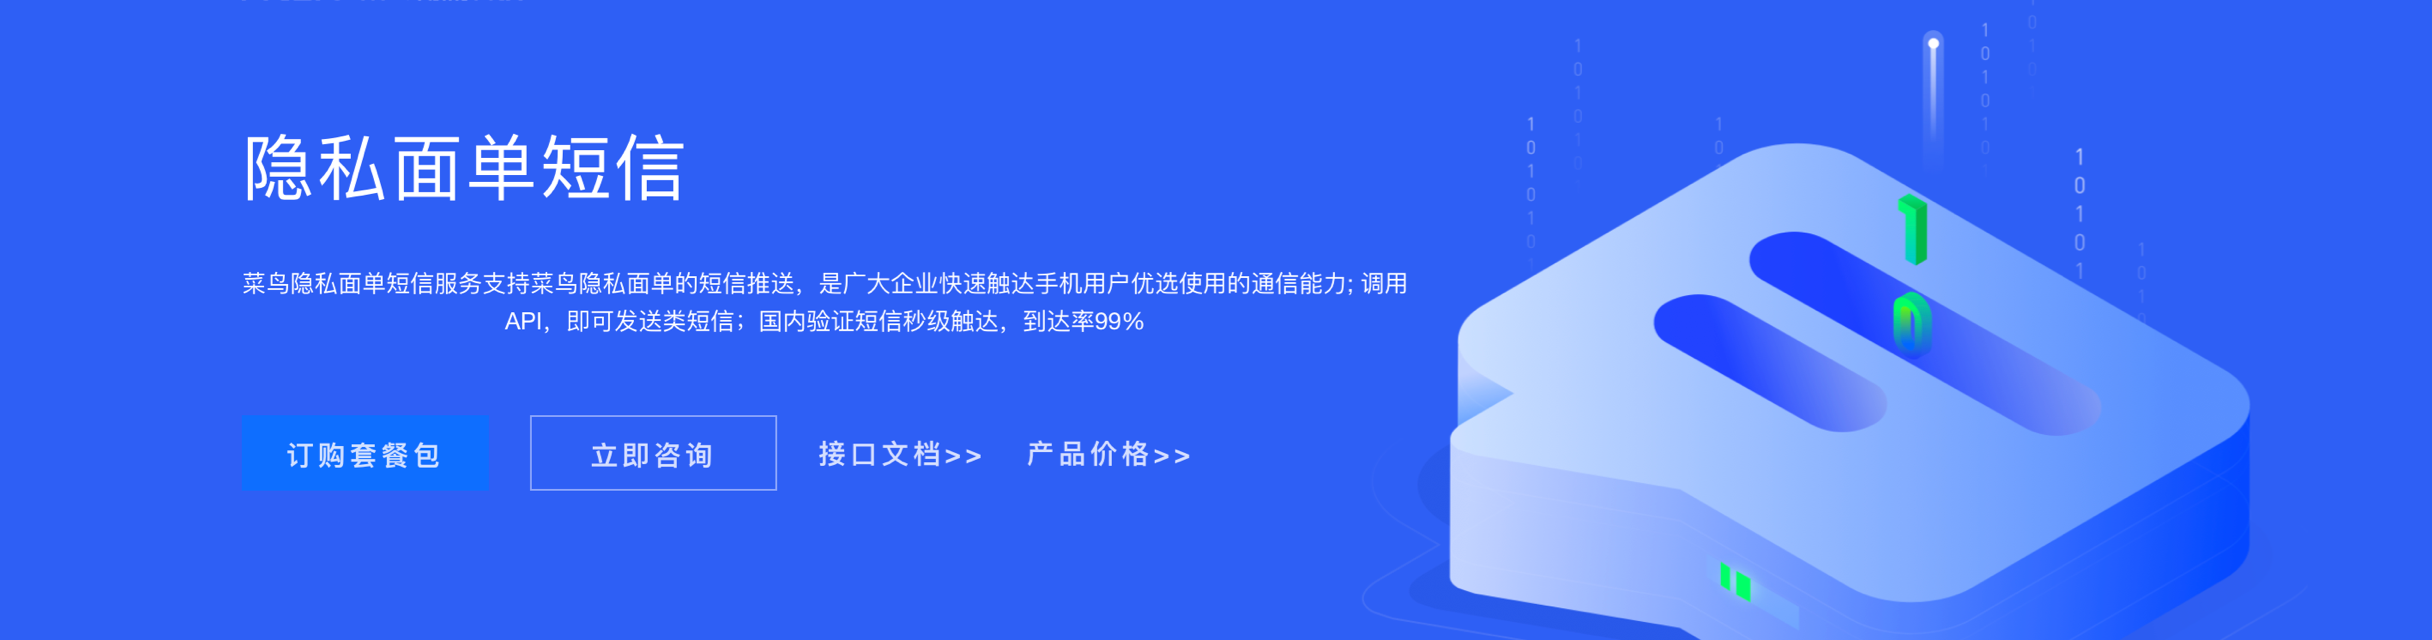 隐私面单短信
菜鸟隐私面单短信服务支持菜鸟隐私面单的短信推送，是广大企业快速触达手机用户优选使用的通信能力; 调用
API，即可发送类短信；国内验证短信秒级触达，到达率99%
订购套餐包 立即咨询 接口文档>> 产品价格>>